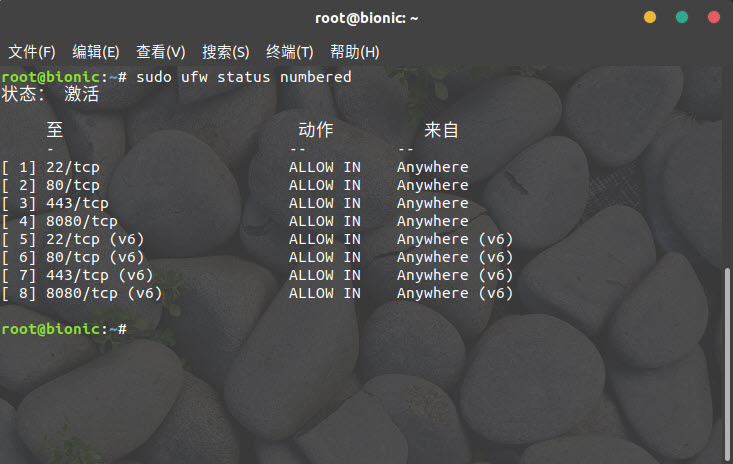 root@bionic: ~
文件(F) 编辑(E) 查看(V) 搜索(S) 终端(T) 帮助(H)
root@bionic:~# sudo ufw status numbered
状态： 激活
至 动作 来自
- -- --
[ 1] 22/tcp ALLOW IN Anywhere
[ 2] 80/tcp ALLOW IN Anywhere
[ 3] 443/tcp ALLOW IN Anywhere
[ 4] 8080/tcp ALLOW IN Anywhere
[ 5] 22/tcp (v6) ALLOW IN Anywhere (v6)
[ 6] 80/tcp (v6) ALLOW IN Anywhere (v6)
[ 7] 443/tcp (v6) ALLOW IN Anywhere (v6)
[ 8] 8080/tcp (v6) ALLOW IN Anywhere (v6)
root@bionic:~#